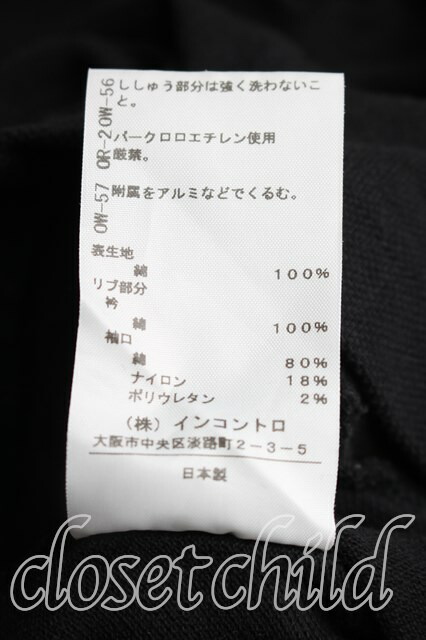 OW-56
ししゅう部分は強く洗わないこ
と。
OR-2
パークロロエチレン使用
厳禁。
OW-57
附属をアルミなどでくるむ。
表生地
綿 100%
リブ部分
衿
綿 100%
袖口
綿 80%
ナイロン 18%
ポリウレタン 2%
(株) インコントロ
大阪市中央区淡路町2-3-5
日本製
closet child